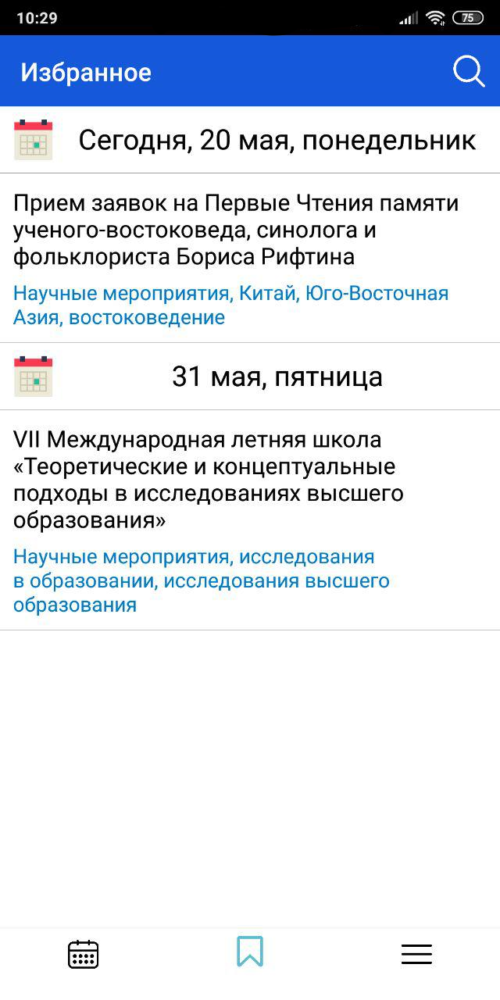 10:29
75
Избранное
Сегодня, 20 мая, понедельник
Прием заявок на Первые Чтения памяти
ученого-востоковеда, синолога и
фольклориста Бориса Рифтина
Научные мероприятия, Китай, Юго-Восточная
Азия, востоковедение
31 мая, пятница
VII Международная летняя школа
«Теоретические и концептуальные
подходы в исследованиях высшего
образования»
Научные мероприятия, исследования
в образовании, исследования высшего
образования